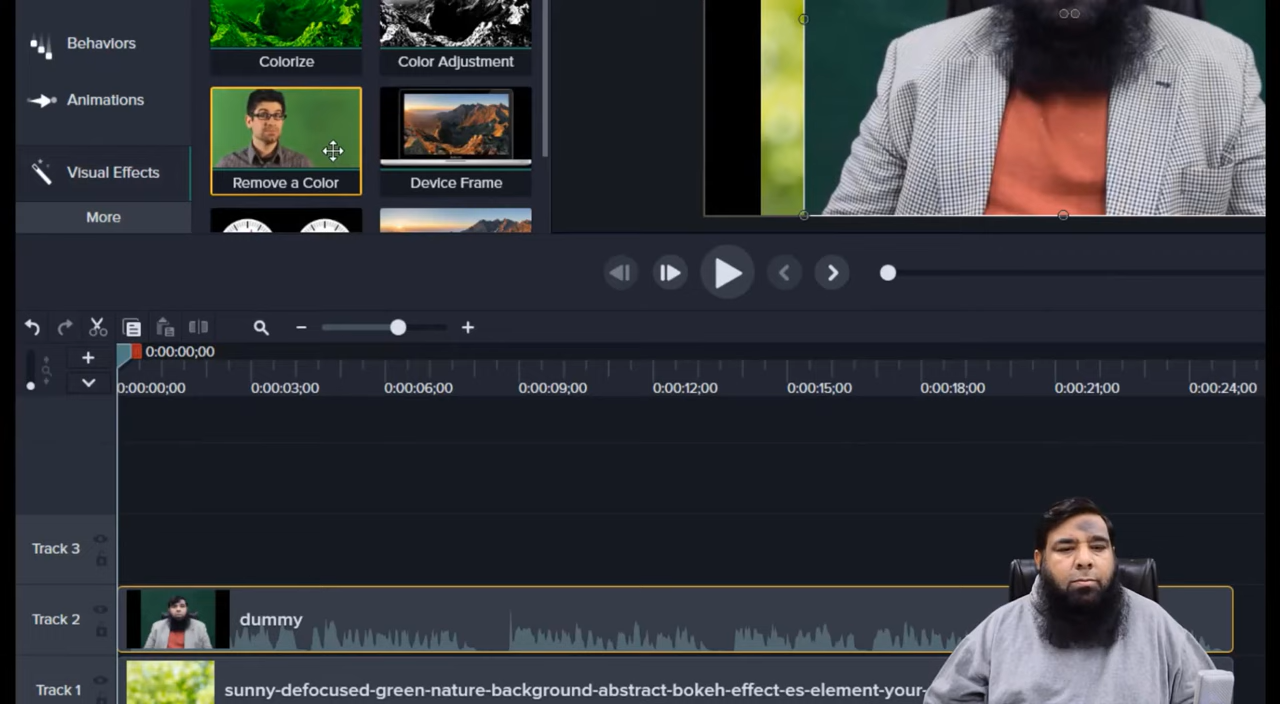 Behaviors
Animations
Visual Effects
More
Colorize
Color Adjustment
Remove a Color
Device Frame
0:00:00;00
0:00:00;00
0:00:03;00
0:00:06;00
0:00:09;00
0:00:12;00
0:00:15;00
0:00:18;00
0:00:21;00
0:00:24;00
Track 3
Track 2
dummy
Track 1
sunny-defocused-green-nature-background-abstract-bokeh-effect-es-element-your-